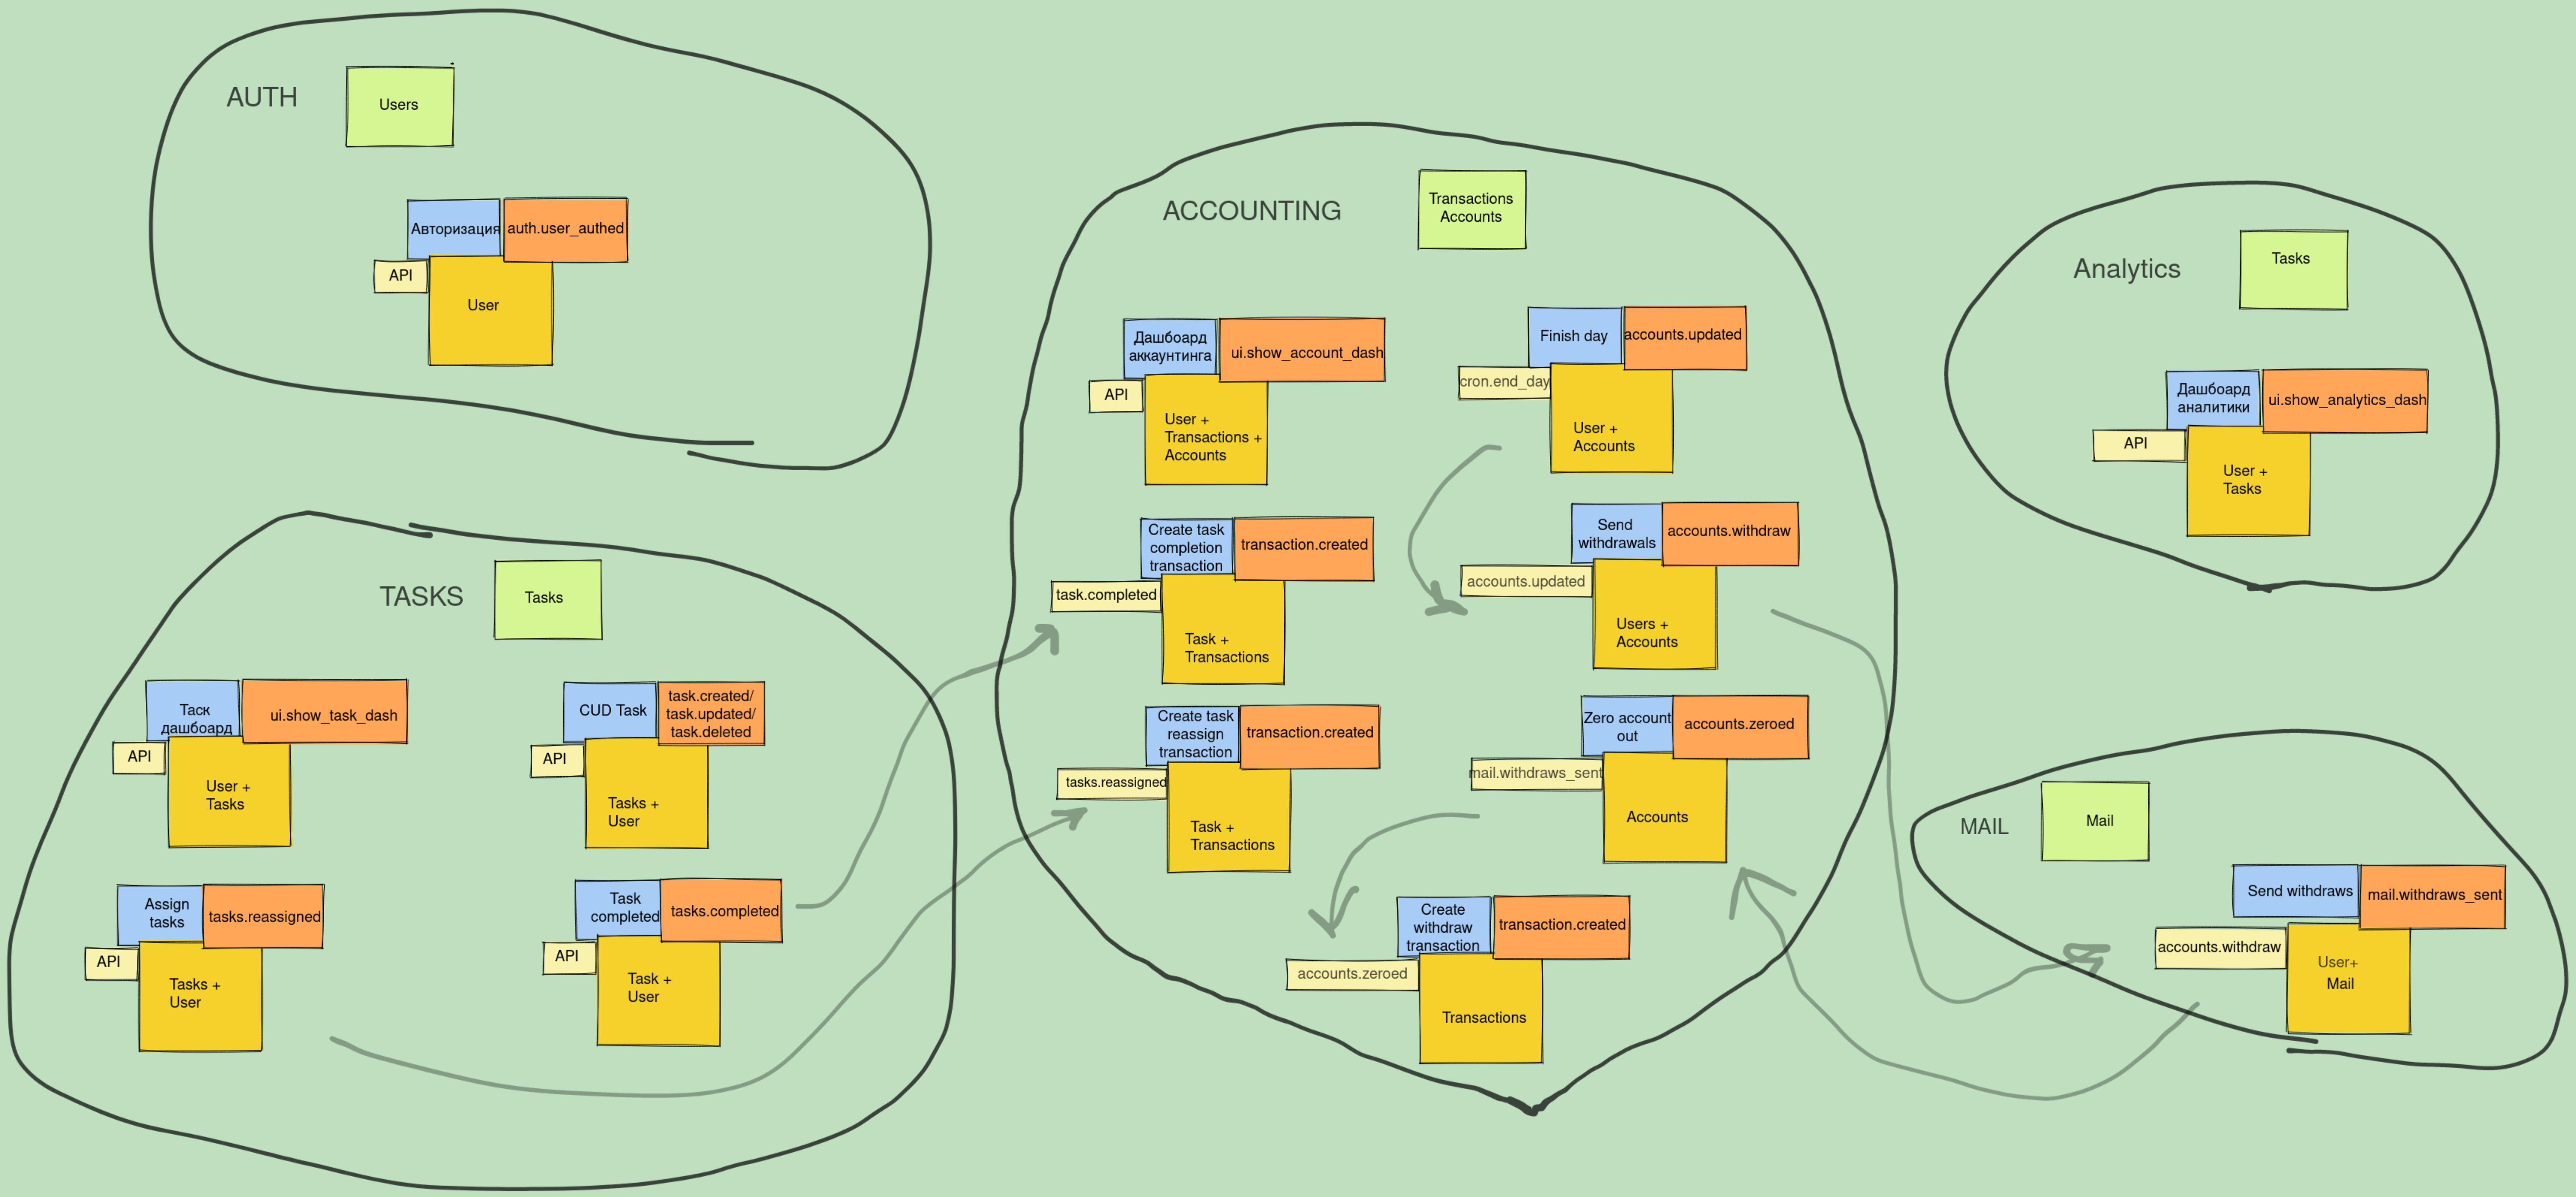 AUTH
Users
Авторизация
auth.user_authed
API
User
TASKS
Tasks
Таск
дашбоард
ui.show_task_dash
API
User +
Tasks
CUD Task
task.created/
task.updated/
task.deleted
API
Tasks +
User
Assign
tasks
tasks.reassigned
API
Tasks +
User
Task
completed
tasks.completed
API
Task +
User
ACCOUNTING
Transactions
Accounts
Дашбоард
аккаунтинга
ui.show_account_dash
API
User +
Transactions +
Accounts
Finish day
accounts.updated
cron.end_day
User +
Accounts
Create task
completion
transaction
transaction.created
task.completed
Task +
Transactions
Send
withdrawals
accounts.withdraw
accounts.updated
Users +
Accounts
Create task
reassign
transaction
transaction.created
tasks.reassigned
Task +
Transactions
Zero account
out
accounts.zeroed
mail.withdraws_sent
Accounts
Create
withdraw
transaction
transaction.created
accounts.zeroed
Transactions
Analytics
Tasks
Дашбоард
аналитики
ui.show_analytics_dash
API
User +
Tasks
MAIL
Mail
Send withdraws
mail.withdraws_sent
accounts.withdraw
User+
Mail